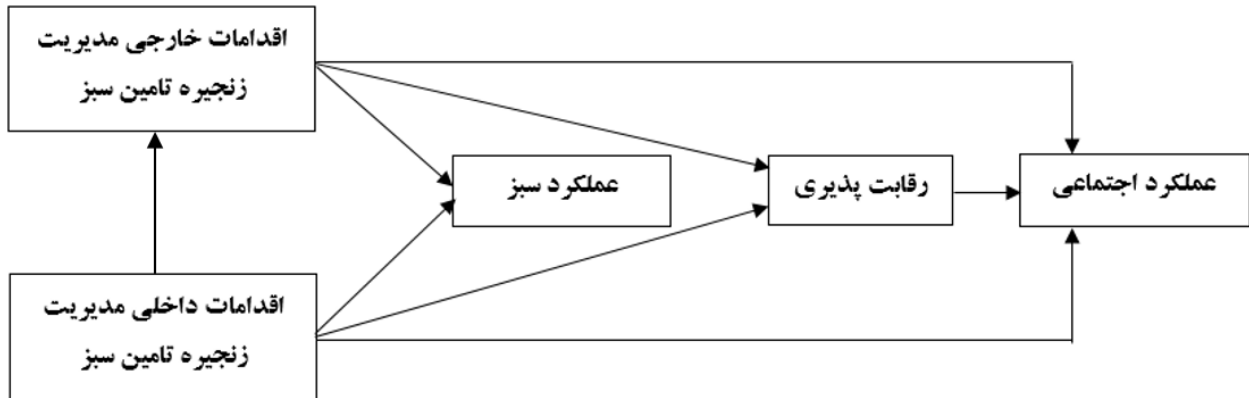 اقدامات خارجی مدیریت
زنجیره تامین سبز
عملکرد سبز
رقابت پذیری
عملکرد اجتماعی
اقدامات داخلی مدیریت
زنجیره تامین سبز